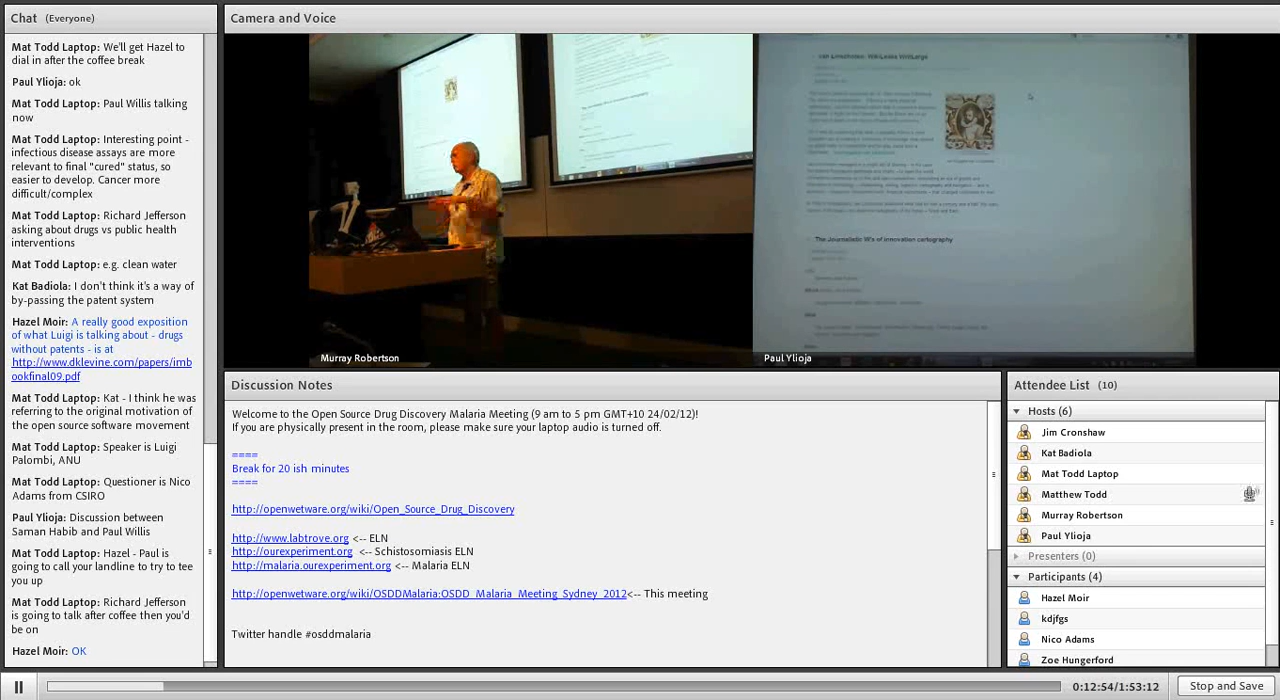 Chat (Everyone)
Mat Todd Laptop: We'll get Hazel to
dial in after the coffee break
Paul Ylioja: ok
Mat Todd Laptop: Paul Willis talking
now
Mat Todd Laptop: Interesting point -
infectious disease assays are more
relevant to final "cured" status, so
easier to develop. Cancer more
difficult/complex
Mat Todd Laptop: Richard Jefferson
asking about drugs vs public health
interventions
Mat Todd Laptop: e.g. clean water
Kat Badiola: I don't think it's a way of
by-passing the patent system
Hazel Moir: A really good exposition
of what Luigi is talking about - drugs
without patents - is at
http://www.dklevine.com/papers/imb
ookfinal09.pdf
Mat Todd Laptop: Kat - I think he was
referring to the original motivation of
the open source software movement
Mat Todd Laptop: Speaker is Luigi
Palombi, ANU
Mat Todd Laptop: Questioner is Nico
Adams from CSIRO
Paul Ylioja: Discussion between
Saman Habib and Paul Willis
Mat Todd Laptop: Hazel - Paul is
going to call your landline to try to tee
you up
Mat Todd Laptop: Richard Jefferson
is going to talk after coffee then you'd
be on
Hazel Moir: OK
Camera and Voice
The Journalistic W's of innovation cartography
Murray Robertson
Paul Ylioja
Discussion Notes
Welcome to the Open Source Drug Discovery Malaria Meeting (9 am to 5 pm GMT+10 24/02/12)!
If you are physically present in the room, please make sure your laptop audio is turned off.
====
Break for 20 ish minutes
====
http://openwetware.org/wiki/Open_Source_Drug_Discovery
http://www.labtrove.org <-- ELN
http://ourexperiment.org <-- Schistosomiasis ELN
http://malaria.ourexperiment.org <-- Malaria ELN
http://openwetware.org/wiki/OSDDMalaria:OSDD_Malaria_Meeting_Sydney_2012<-- This meeting
Twitter handle #osddmalaria
Attendee List (10)
Hosts (6)
Jim Cronshaw
Kat Badiola
Mat Todd Laptop
Matthew Todd
Murray Robertson
Paul Ylioja
Presenters (0)
Participants (4)
Hazel Moir
kdjfgs
Nico Adams
Zoe Hungerford
0:12:54/1:53:12
Stop and Save